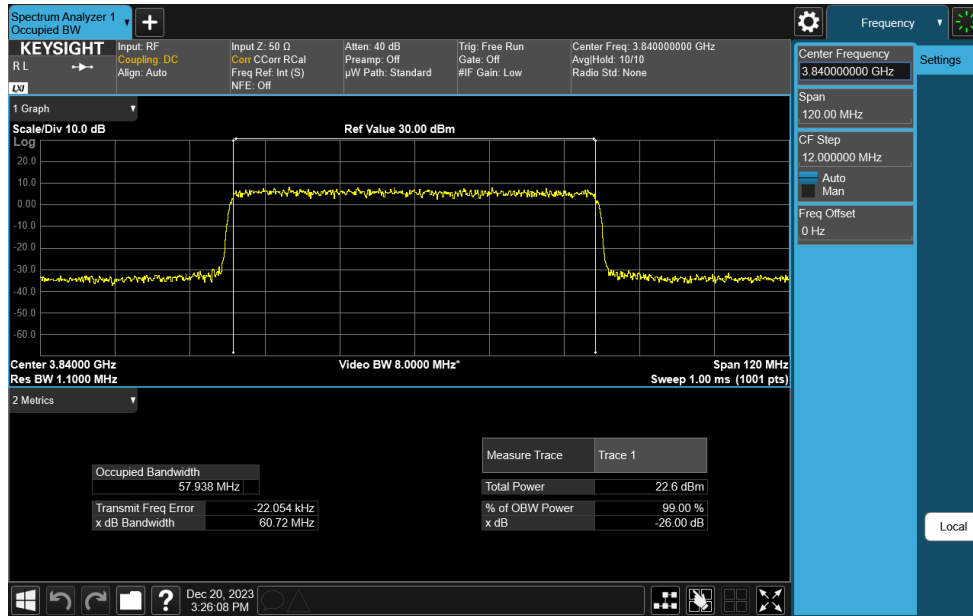 Spectrum Analyzer 1
Occupied BW
Frequency
KEYSIGHT
R L
LXI
Input: RF
Coupling: DC
Align: Auto
Input Z: 50 Ω
Corr CCorr RCal
Freq Ref: Int (S)
NFE: Off
Atten: 40 dB
Preamp: Off
µW Path: Standard
Trig: Free Run
Gate: Off
#IF Gain: Low
Center Freq: 3.840000000 GHz
Avg|Hold: 10/10
Radio Std: None
Center Frequency
3.840000000 GHz
Settings
Span
120.00 MHz
CF Step
12.000000 MHz
Auto
Man
Freq Offset
0 Hz
Local
1 Graph
Scale/Div 10.0 dB
Ref Value 30.00 dBm
Log
20.0
10.0
0.00
-10.0
-20.0
-30.0
-40.0
-50.0
-60.0
Center 3.84000 GHz
Video BW 8.0000 MHz*
Span 120 MHz
Res BW 1.1000 MHz
Sweep 1.00 ms (1001 pts)
2 Metrics
Measure Trace
Trace 1
Occupied Bandwidth
57.938 MHz
Total Power
22.6 dBm
Transmit Freq Error
-22.054 kHz
% of OBW Power
99.00 %
x dB Bandwidth
60.72 MHz
x dB
-26.00 dB
?
Dec 20, 2023
3:26:08 PM